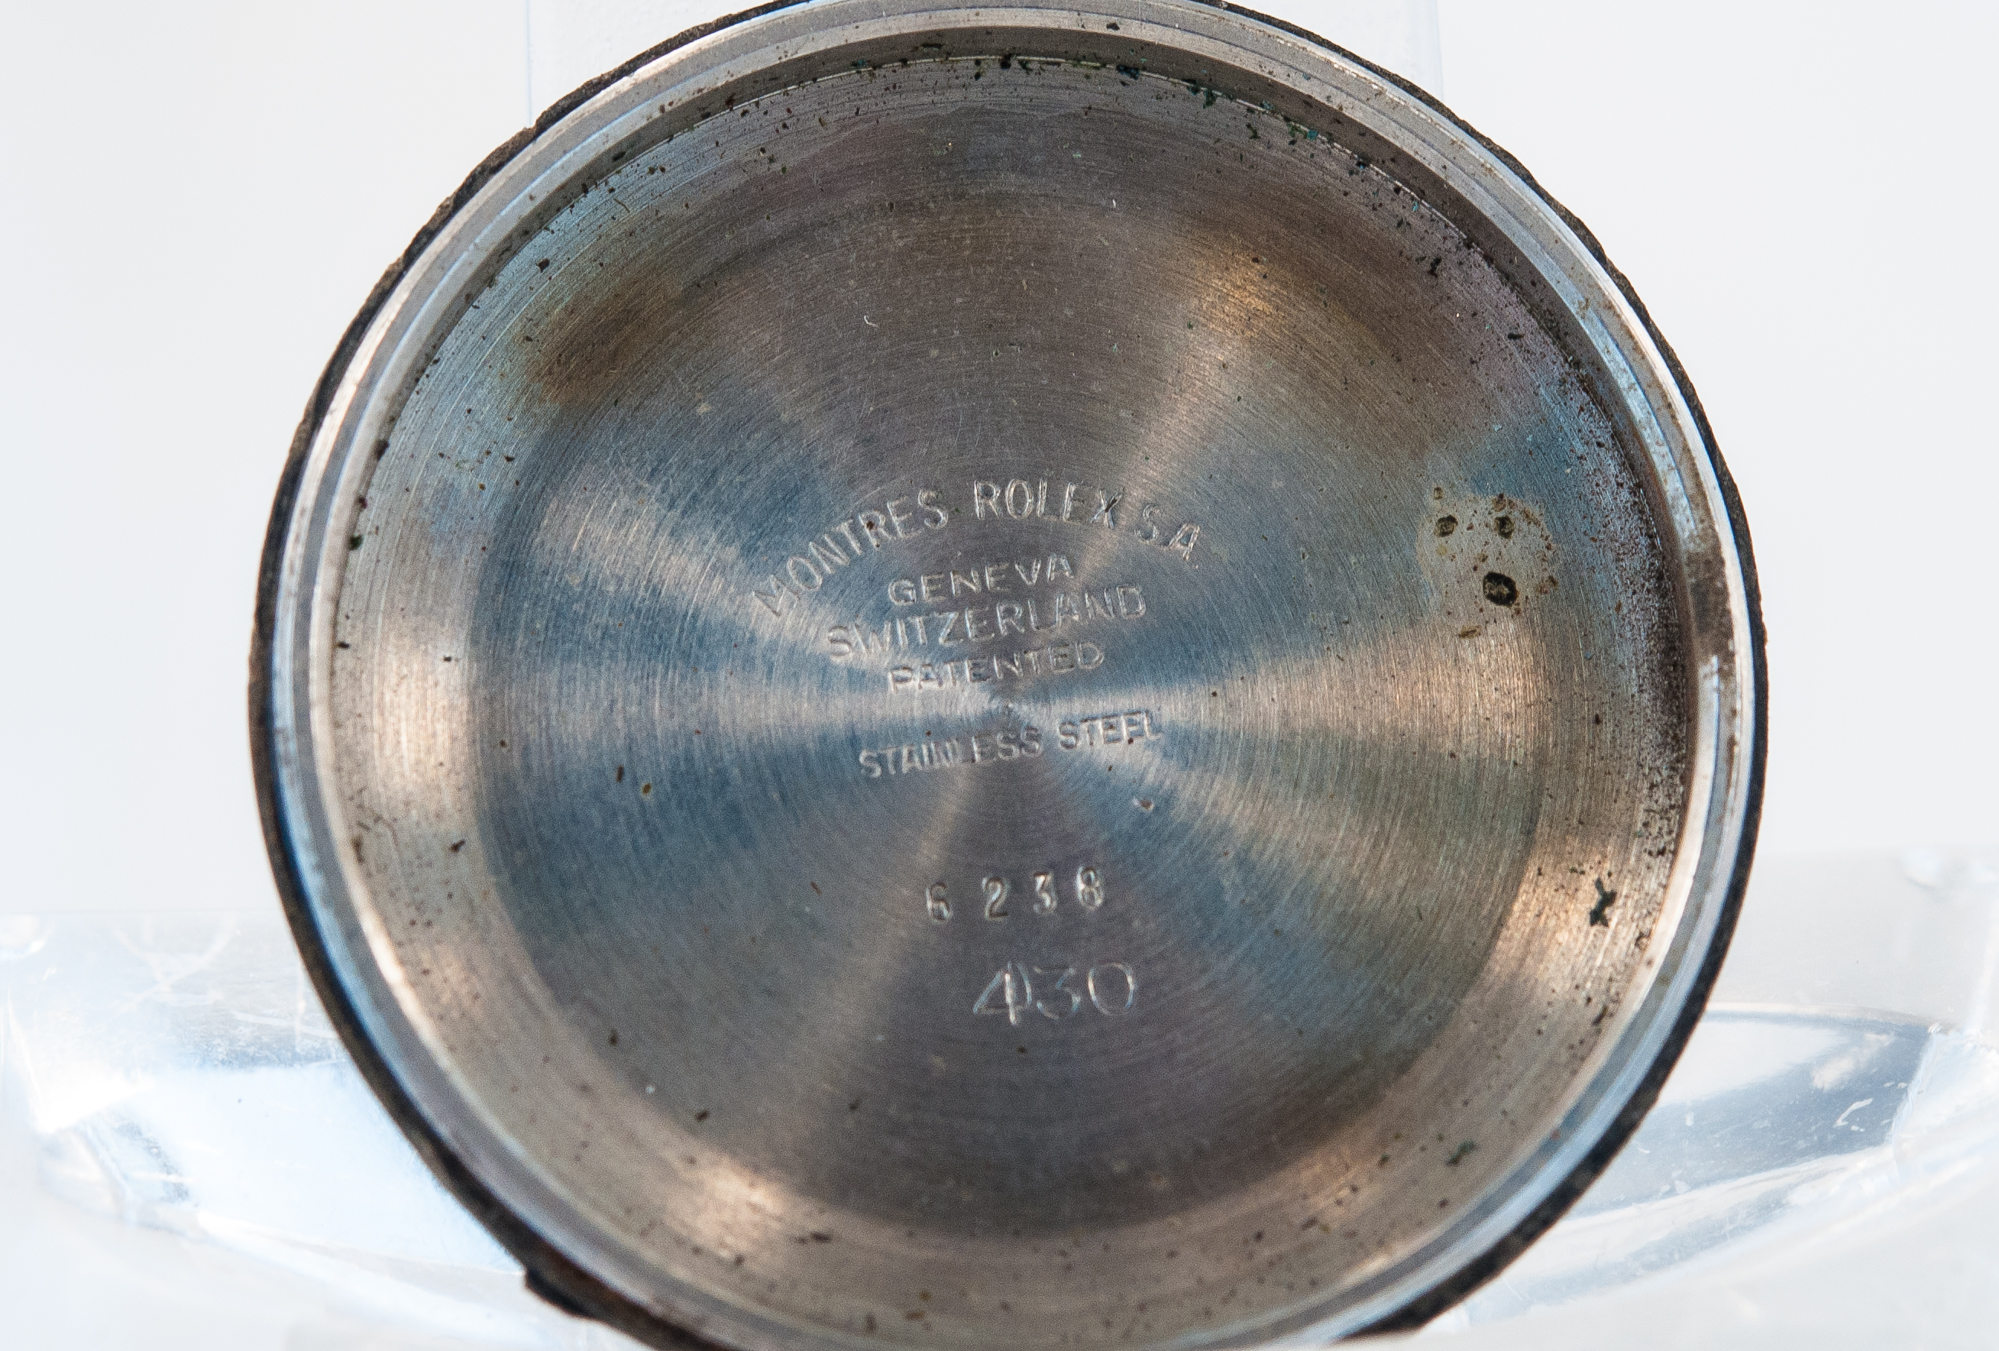 MONTRES ROLEX S.A
GENEVA
SWITZERLAND
PATENTED
STAINLESS STEEL
6238
430